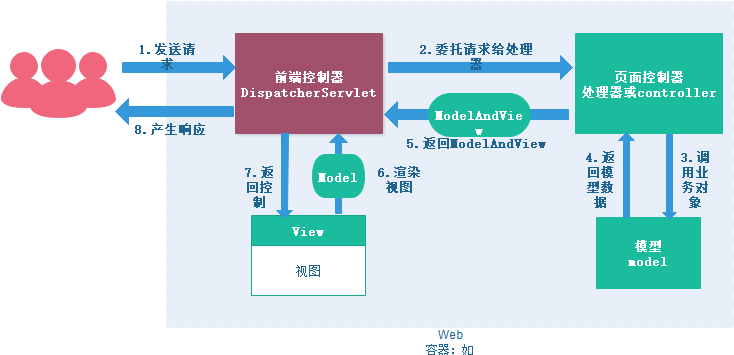 1.发送请
求
前端控制器
DispatcherServlet
2.委托请求给处理
器
页面控制器
处理器或controller
8.产生响应
ModelAndVie
w
5.返回ModelAndView
7.返
回控
制
Model
6.渲染
视图
4.返
回模
型数
据
3.调
用业
务对
象
View
视图
模型
model
Web
容器：如